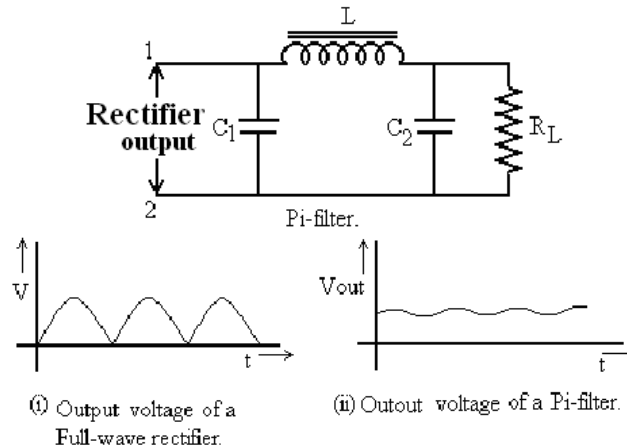 L
1
Rectifier
output
C1
C2
RL
2
Pi-filter.
V
t
Vout
t
(i) Output voltage of a
Full-wave rectifier.
(ii) Outout voltage of a Pi-filter.